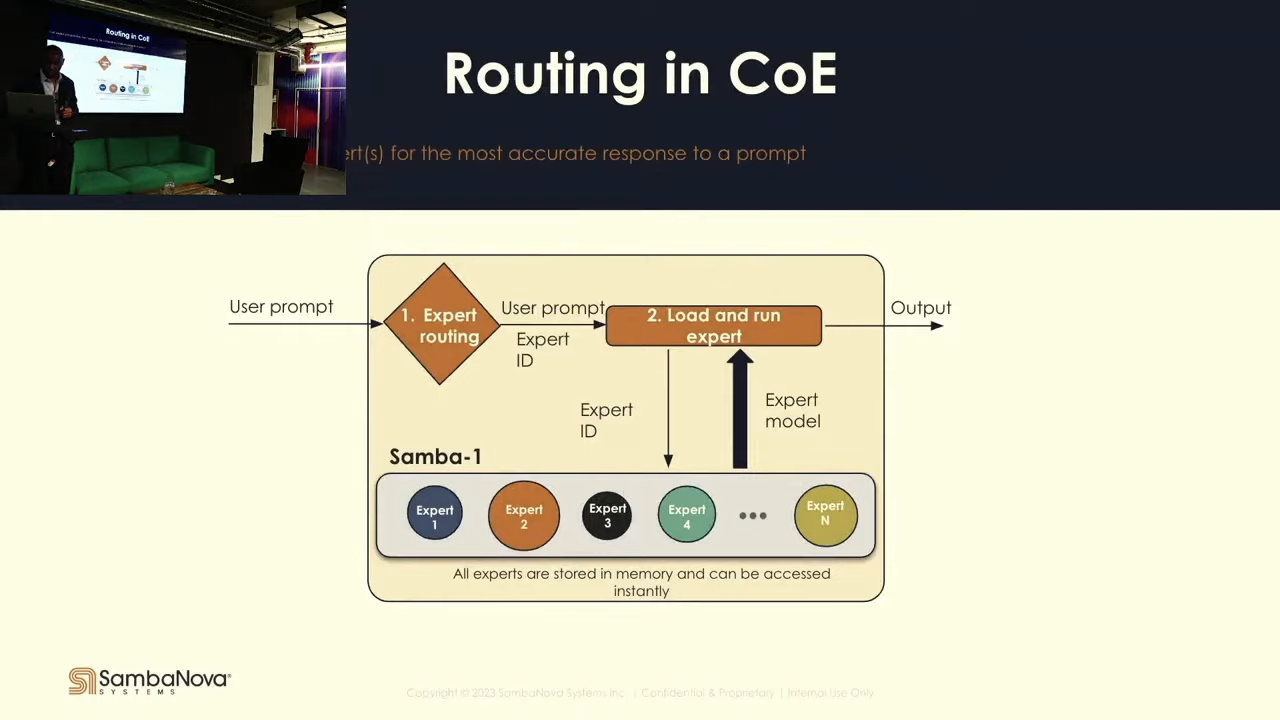 Routing in CoE
Routing in CoE
ert(s) for the most accurate response to a prompt
User prompt
1. Expert
routing
User prompt
Expert
ID
2. Load and run
expert
Output
Expert
ID
Expert
model
Samba-1
Expert
1
Expert
2
Expert
3
Expert
4
Expert
N
All experts are stored in memory and can be accessed
instantly
SambaNova
SYSTEMS
Copyright © 2023 SambaNova Systems Inc. | Confidential & Proprietary | Internal Use Only